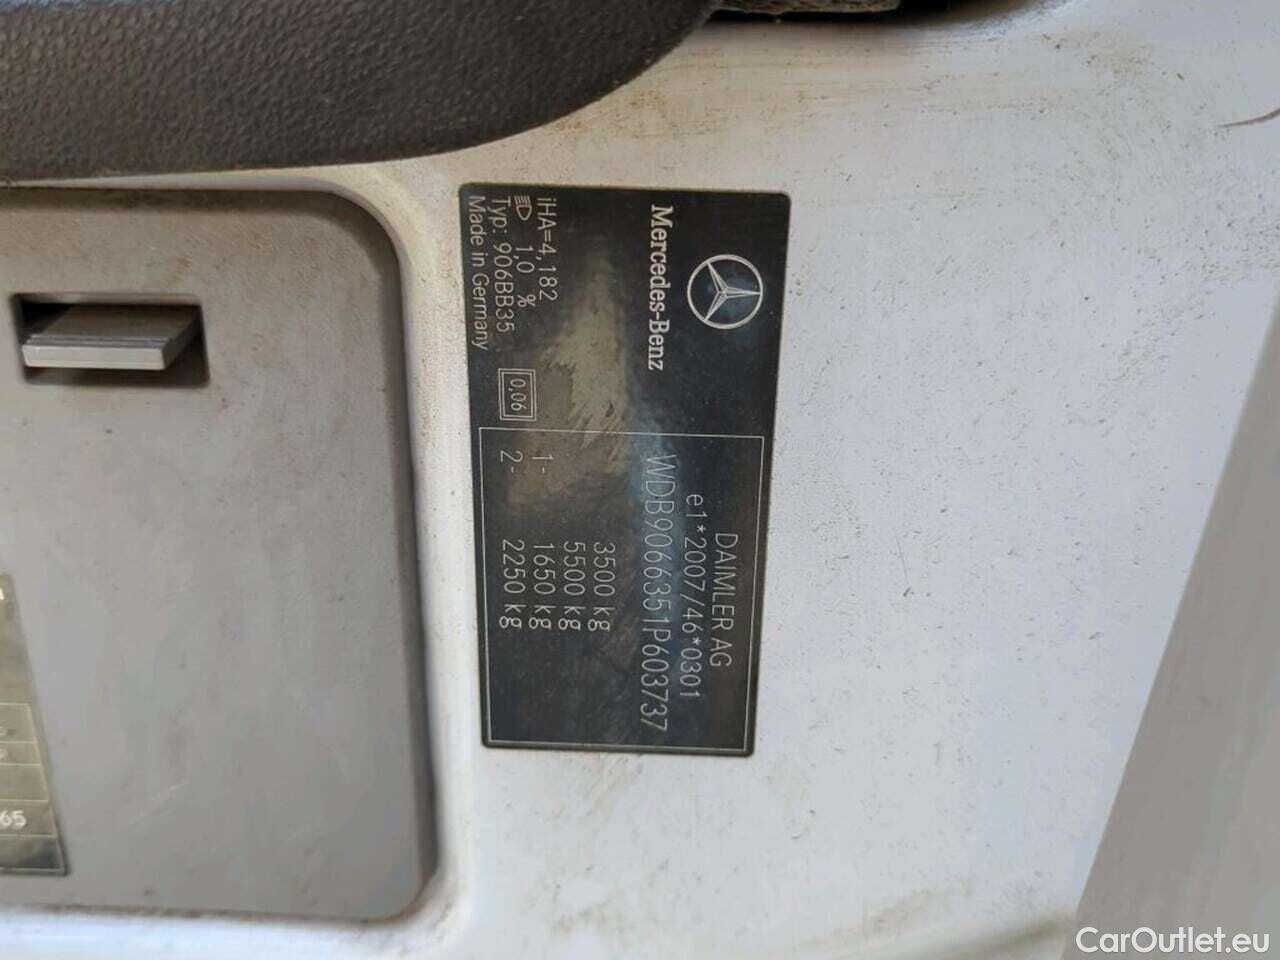 Mercedes-Benz
DAIMLER AG
e1*2007/46*0301
WDB9066351P603737
3500 kg
5500 kg
1- 1650 kg
2- 2250 kg
iHA=4,182
1,0 %
Typ: 906BB35
Made in Germany
0,06
65
CarOutlet.eu